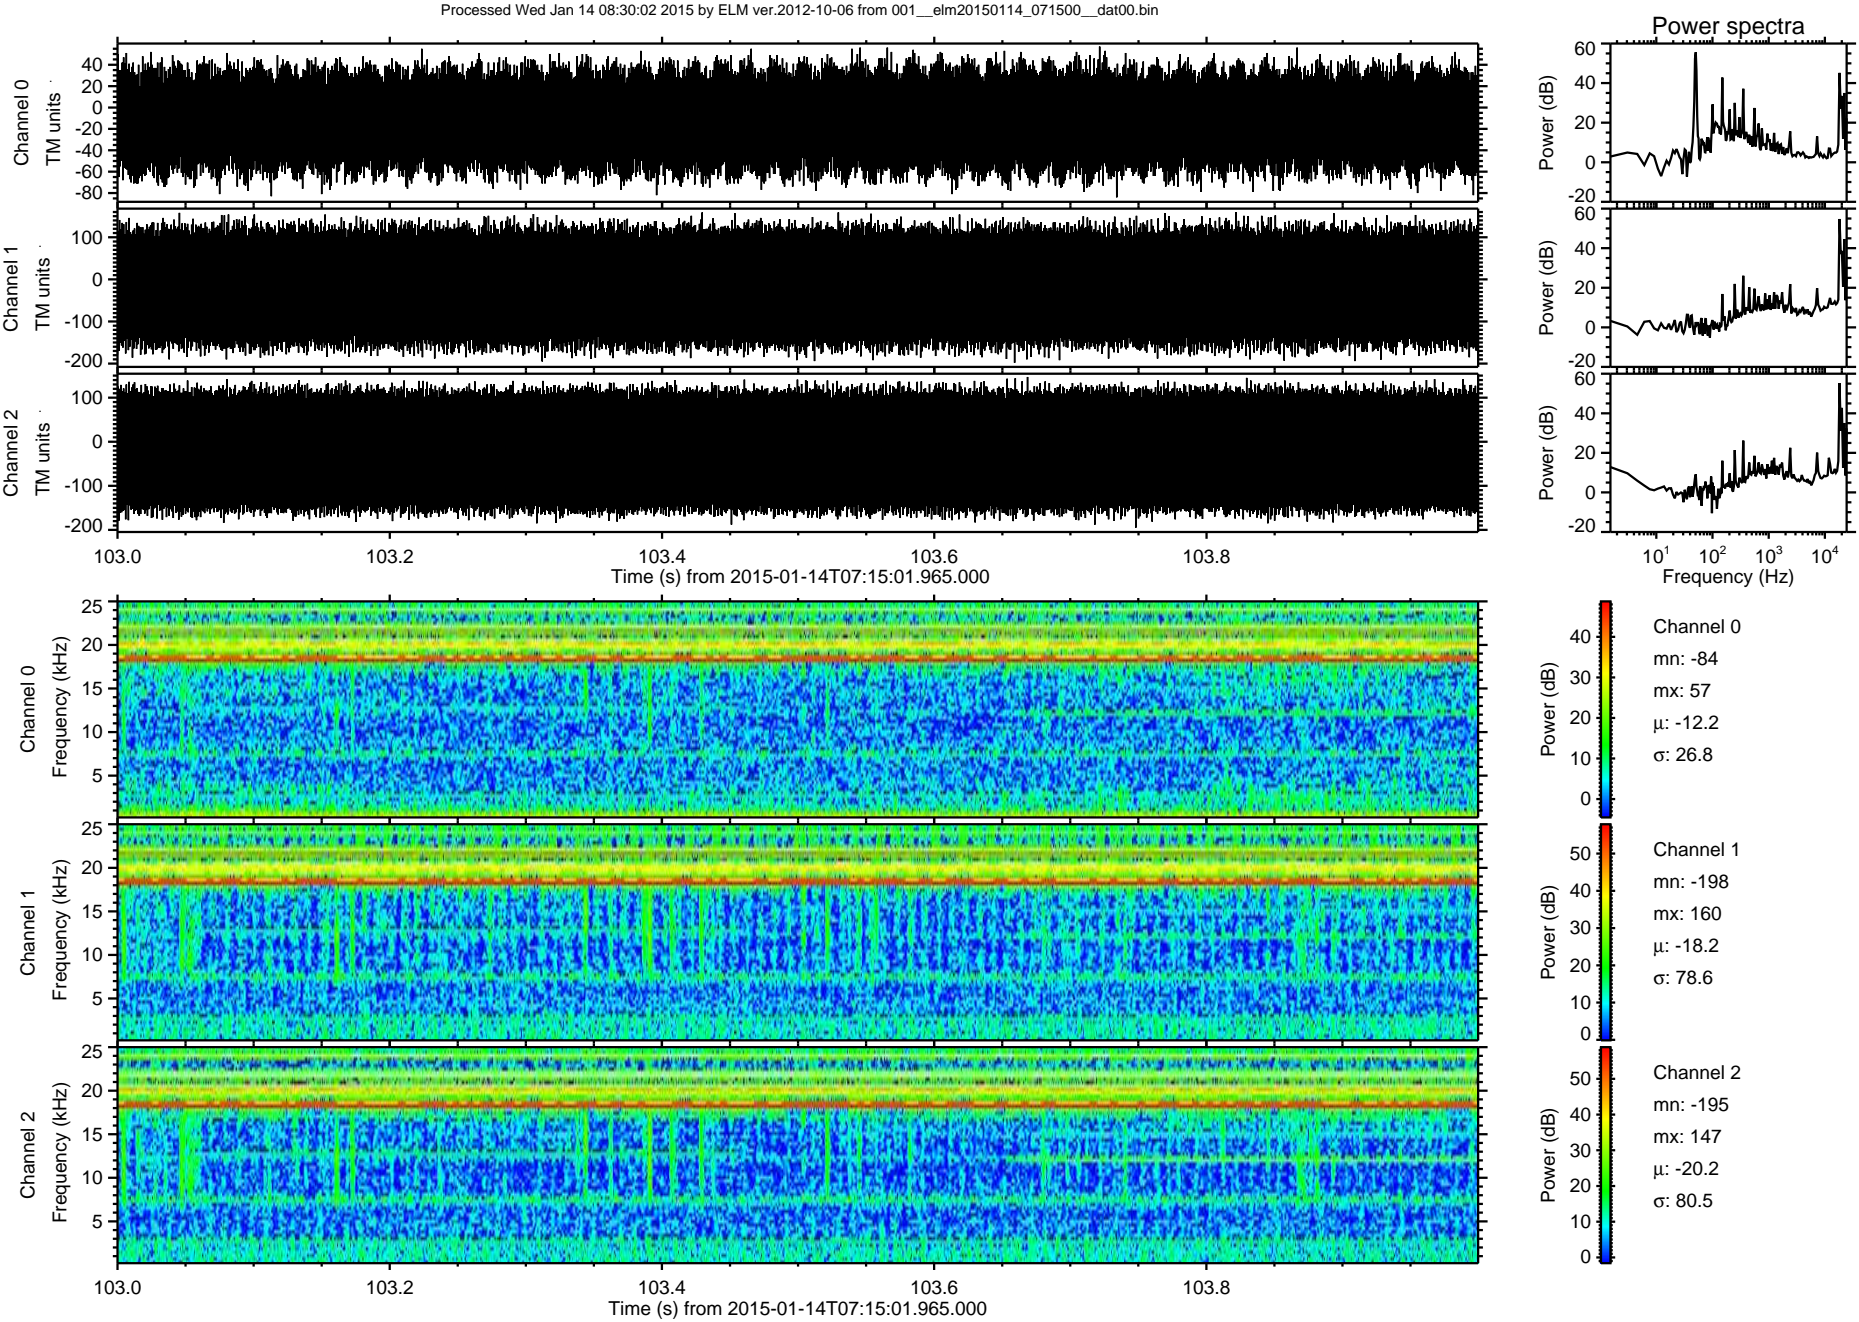 Processed Wed Jan 14 08:30:02 2015 by ELM ver.2012-10-06 from 001__elm20150114_071500__dat00.bin
Power spectra
Channel 0
TM units
40
20
0
-20
-40
-60
-80
Power (dB)
60
40
20
0
-20
Channel 1
TM units
100
0
-100
-200
Power (dB)
60
40
20
0
-20
Channel 2
TM units
100
0
-100
-200
Power (dB)
60
40
20
0
-20
103.0 103.2 103.4 103.6 103.8
Time (s) from 2015-01-14T07:15:01.965.000
10¹ 10² 10³ 10⁴
Frequency (Hz)
Channel 0
Frequency (kHz)
25
20
15
10
5
Power (dB)
40
30
20
10
0
Channel 0
mn: -84
mx: 57
μ: -12.2
σ: 26.8
Channel 1
Frequency (kHz)
25
20
15
10
5
Power (dB)
50
40
30
20
10
0
Channel 1
mn: -198
mx: 160
μ: -18.2
σ: 78.6
Channel 2
Frequency (kHz)
25
20
15
10
5
Power (dB)
50
40
30
20
10
0
Channel 2
mn: -195
mx: 147
μ: -20.2
σ: 80.5
103.0 103.2 103.4 103.6 103.8
Time (s) from 2015-01-14T07:15:01.965.000